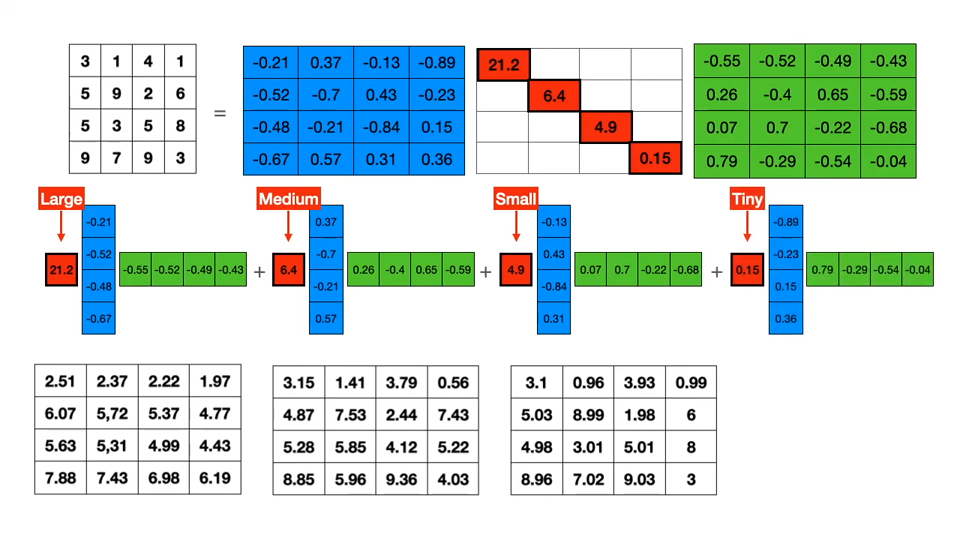 3 1 4 1
5 9 2 6
5 3 5 8
9 7 9 3
=
-0.21 0.37 -0.13 -0.89
-0.52 -0.7 0.43 -0.23
-0.48 -0.21 -0.84 0.15
-0.67 0.57 0.31 0.36
21.2
6.4
4.9
0.15
-0.55 -0.52 -0.49 -0.43
0.26 -0.4 0.65 -0.59
0.07 0.7 -0.22 -0.68
0.79 -0.29 -0.54 -0.04
Large
21.2
-0.21
-0.52
-0.48
-0.67
-0.55 -0.52 -0.49 -0.43
+
Medium
6.4
0.37
-0.7
-0.21
0.57
0.26 -0.4 0.65 -0.59
+
Small
4.9
-0.13
0.43
-0.84
0.31
0.07 0.7 -0.22 -0.68
+
Tiny
0.15
-0.89
-0.23
0.15
0.36
0.79 -0.29 -0.54 -0.04
2.51 2.37 2.22 1.97
6.07 5,72 5.37 4.77
5.63 5,31 4.99 4.43
7.88 7.43 6.98 6.19
3.15 1.41 3.79 0.56
4.87 7.53 2.44 7.43
5.28 5.85 4.12 5.22
8.85 5.96 9.36 4.03
3.1 0.96 3.93 0.99
5.03 8.99 1.98 6
4.98 3.01 5.01 8
8.96 7.02 9.03 3